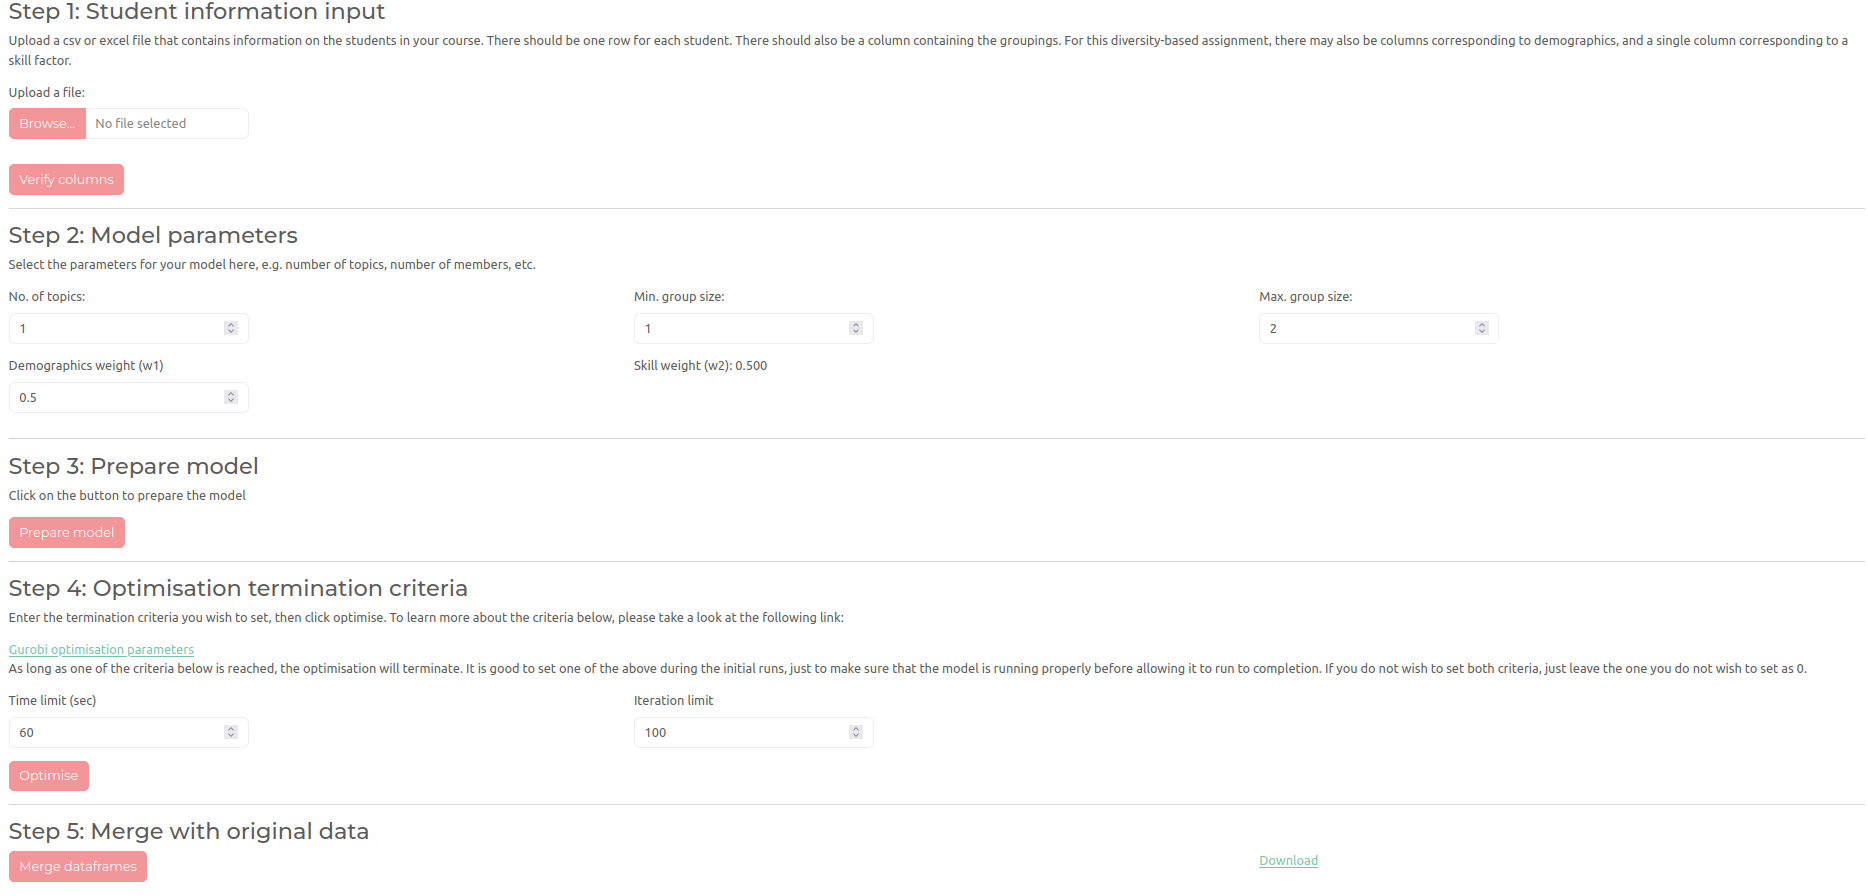 Step 1: Student information input
Upload a csv or excel file that contains information on the students in your course. There should be one row for each student. There should also be a column containing the groupings. For this diversity-based assignment, there may also be columns corresponding to demographics, and a single column corresponding to a
skill factor.
Upload a file:
Browse... No file selected
Verify columns
Step 2: Model parameters
Select the parameters for your model here, e.g. number of topics, number of members, etc.
No. of topics: Min. group size: Max. group size:
1 1 2
Demographics weight (w1) Skill weight (w2): 0.500
0.5
Step 3: Prepare model
Click on the button to prepare the model
Prepare model
Step 4: Optimisation termination criteria
Enter the termination criteria you wish to set, then click optimise. To learn more about the criteria below, please take a look at the following link:
Gurobi optimisation parameters
As long as one of the criteria below is reached, the optimisation will terminate. It is good to set one of the above during the initial runs, just to make sure that the model is running properly before allowing it to run to completion. If you do not wish to set both criteria, just leave the one you do not wish to set as 0.
Time limit (sec) Iteration limit
60 100
Optimise
Step 5: Merge with original data
Merge dataframes Download